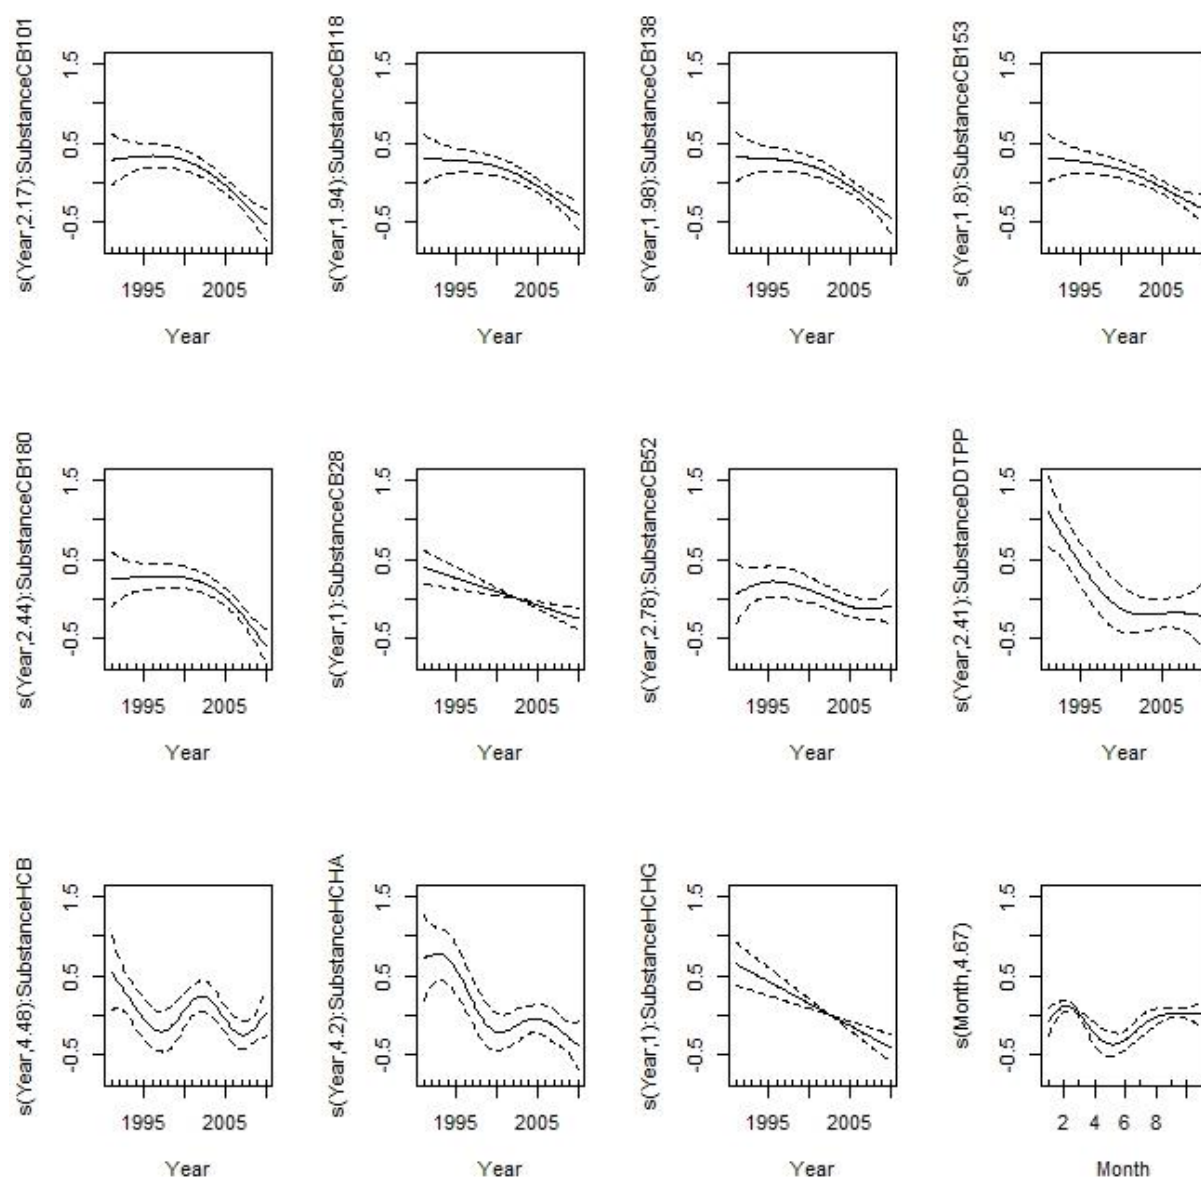 s(Year,2.17):SubstanceCB101
-0.5 0.5 1.5
1995 2005
Year
s(Year,1.94):SubstanceCB118
-0.5 0.5 1.5
1995 2005
Year
s(Year,1.98):SubstanceCB138
-0.5 0.5 1.5
1995 2005
Year
s(Year,1.8):SubstanceCB153
-0.5 0.5 1.5
1995 2005
Year
s(Year,2.44):SubstanceCB180
-0.5 0.5 1.5
1995 2005
Year
s(Year,1):SubstanceCB28
-0.5 0.5 1.5
1995 2005
Year
s(Year,2.78):SubstanceCB52
-0.5 0.5 1.5
1995 2005
Year
s(Year,2.41):SubstanceDDTPP
-0.5 0.5 1.5
1995 2005
Year
s(Year,4.48):SubstanceHCB
-0.5 0.5 1.5
1995 2005
Year
s(Year,4.2):SubstanceHCHA
-0.5 0.5 1.5
1995 2005
Year
s(Year,1):SubstanceHCHG
-0.5 0.5 1.5
1995 2005
Year
s(Month,4.67)
-0.5 0.5 1.5
2 4 6 8
Month